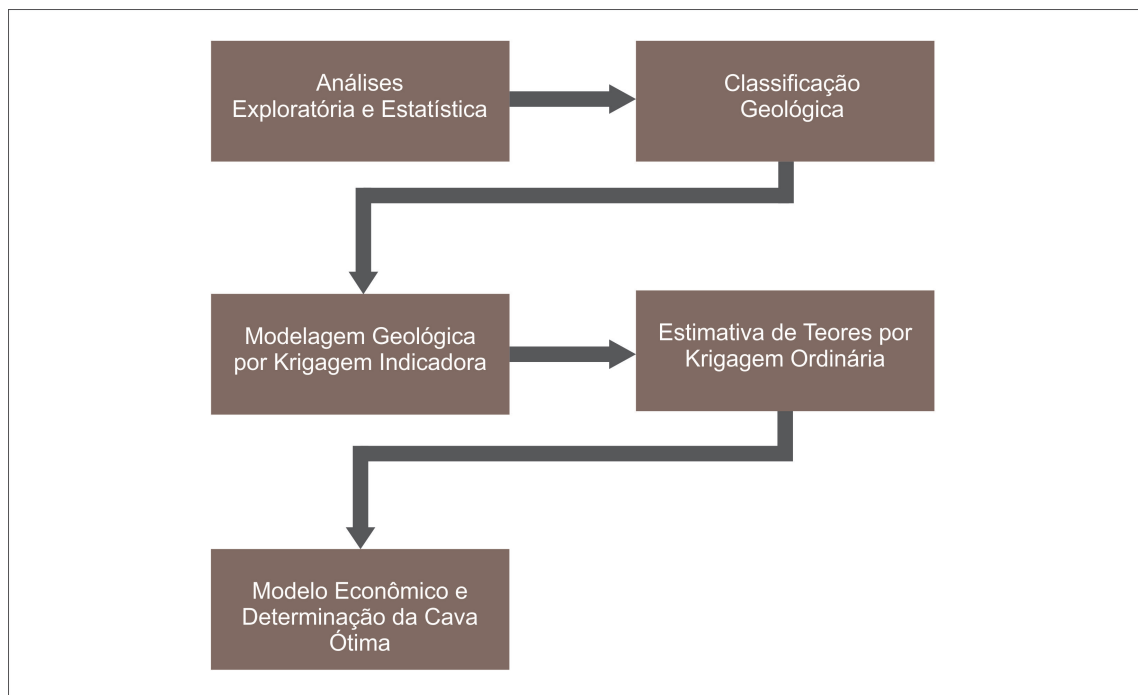 Análises
Exploratória e Estatística
Classificação
Geológica
Modelagem Geológica
por Krigagem Indicadora
Estimativa de Teores por
Krigagem Ordinária
Modelo Econômico e
Determinação da Cava
Ótima